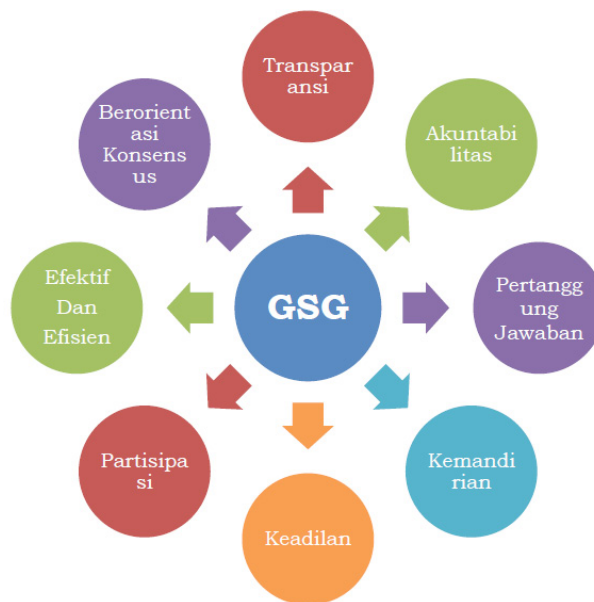 Transpar
ansi
Akuntabi
litas
Pertangg
ung
Jawaban
Kemandi
rian
Keadilan
Partisipa
si
Efektif
Dan
Efisien
Berorient
asi
Konsens
us
GSG